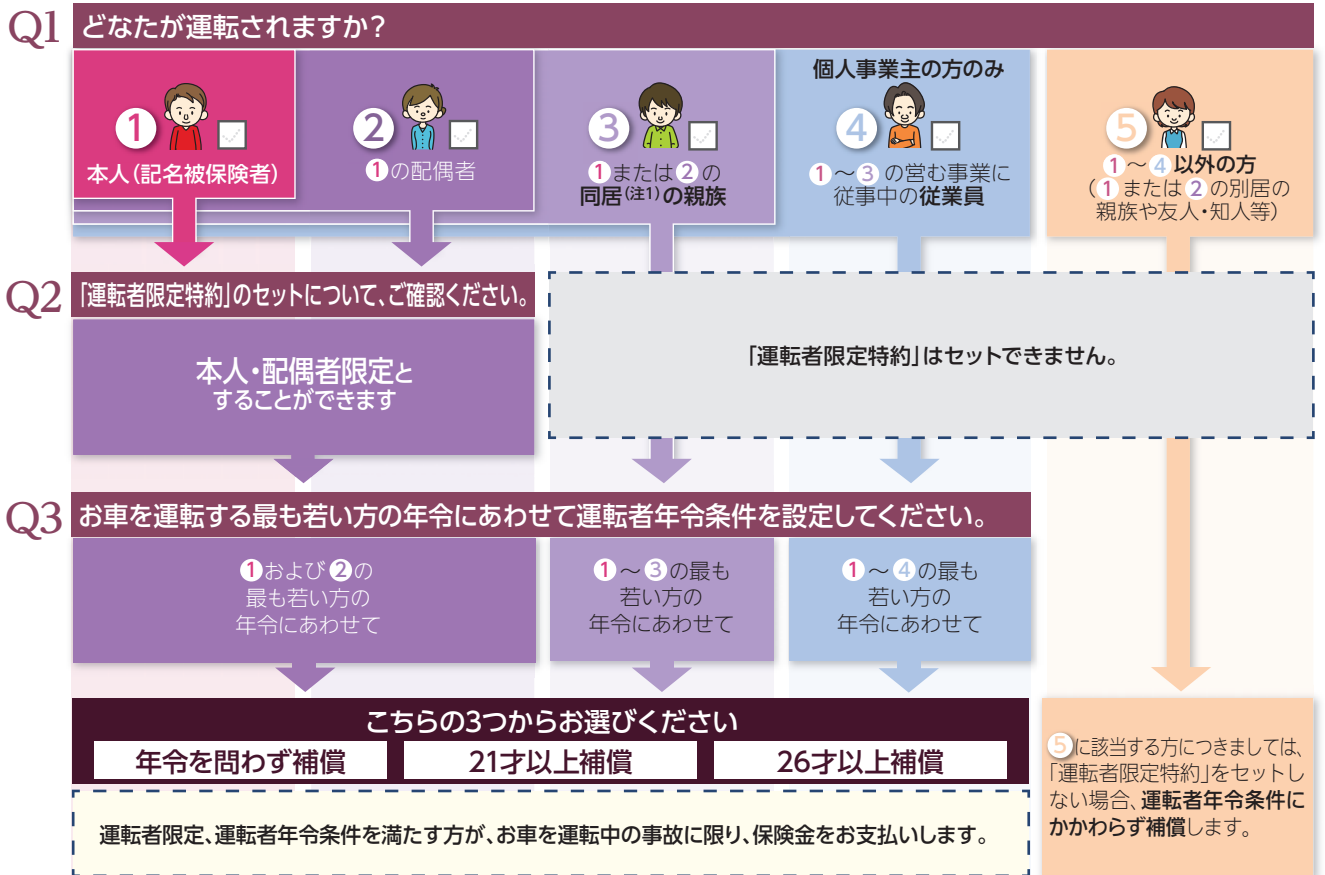 Q1 どなたが運転されますか?
1
本人(記名被保険者)
2
1の配偶者
3
1または2の
同居(注1)の親族
個人事業主の方のみ
4
1～3の営む事業に
従事中の従業員
5
1～4以外の方
(1または2の別居の
親族や友人・知人等)
Q2 「運転者限定特約」のセットについて、ご確認ください。
本人・配偶者限定と
することができます
「運転者限定特約」はセットできません。
Q3 お車を運転する最も若い方の年令にあわせて運転者年令条件を設定してください。
1および2の
最も若い方の
年令にあわせて
1～3の最も
若い方の
年令にあわせて
1～4の最も
若い方の
年令にあわせて
こちらの3つからお選びください
年令を問わず補償
21才以上補償
26才以上補償
運転者限定、運転者年令条件を満たす方が、お車を運転中の事故に限り、保険金をお支払いします。
5に該当する方につきましては、
「運転者限定特約」をセットし
ない場合、運転者年令条件に
かかわらず補償します。